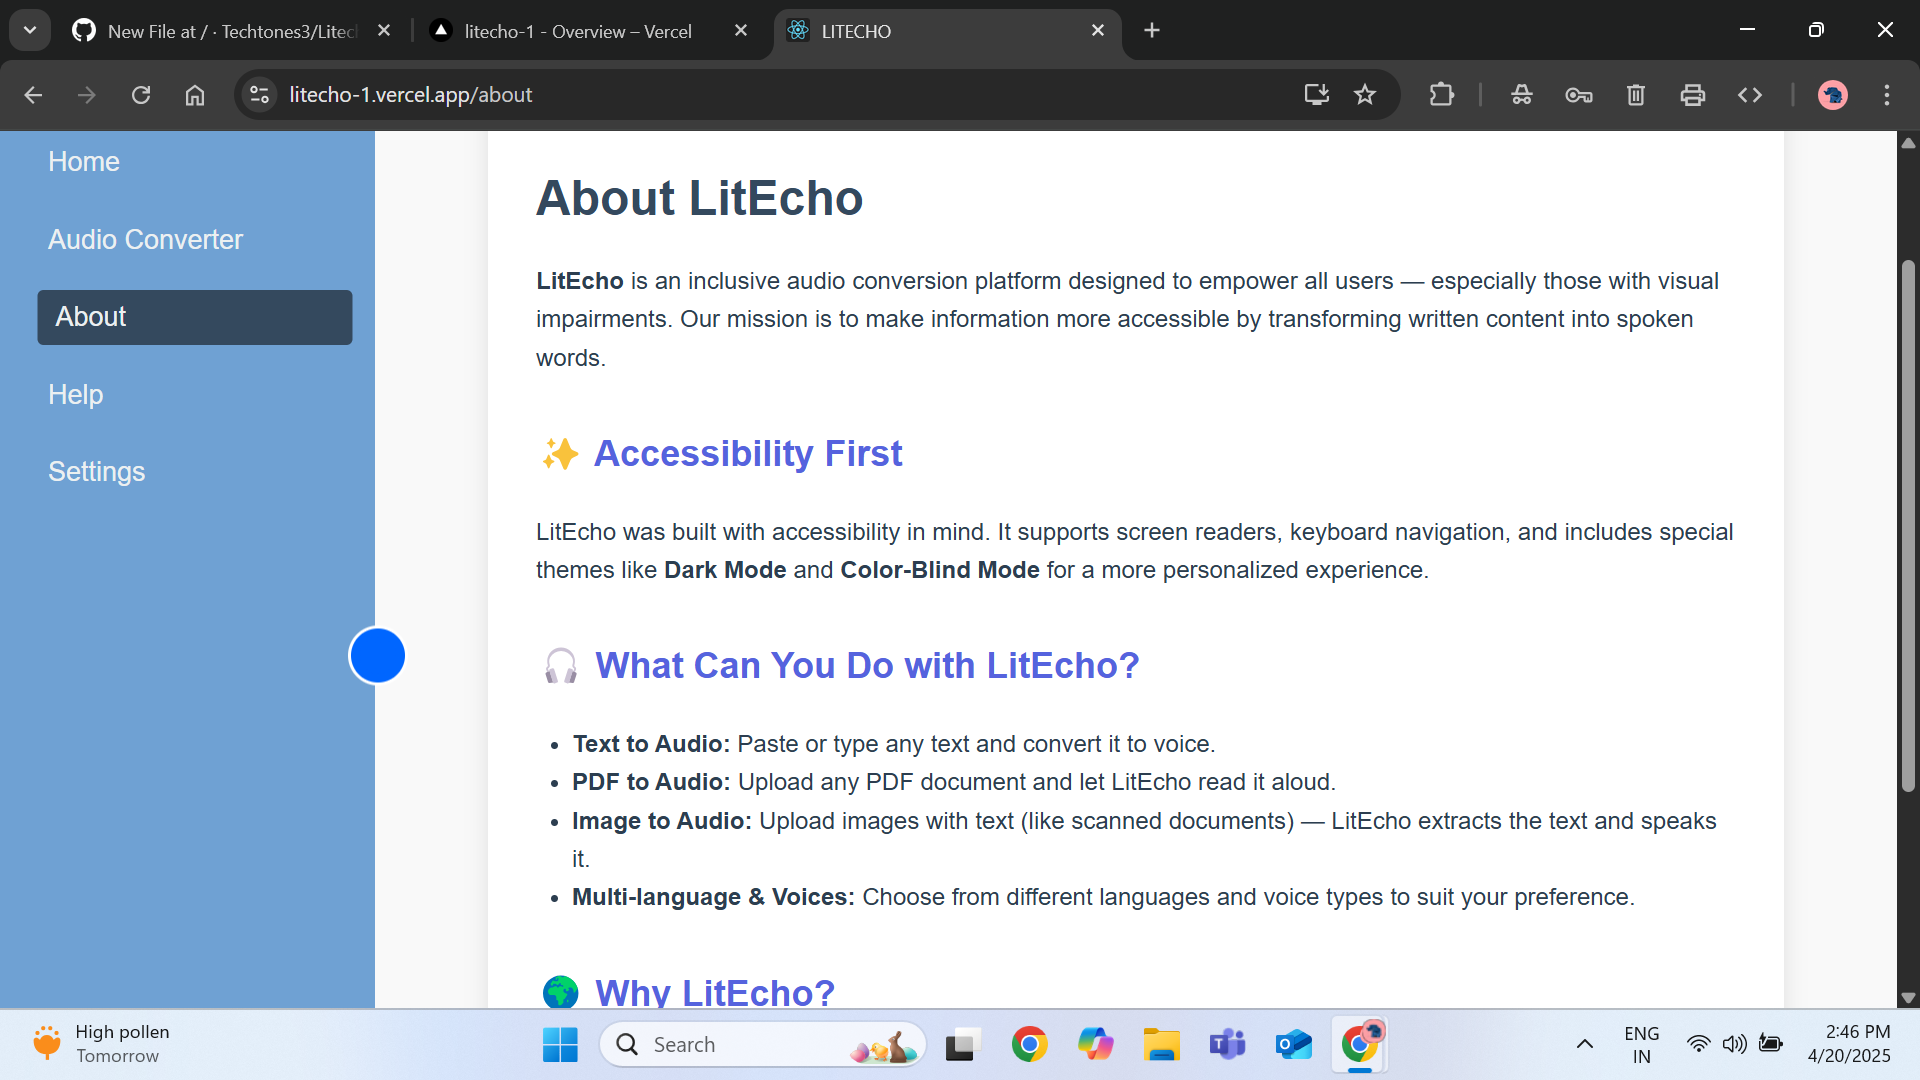 New File at / · Techtones3/Litec
litecho-1 - Overview – Vercel
LITECHO
litecho-1.vercel.app/about
Home
Audio Converter
About
Help
Settings
About LitEcho
LitEcho is an inclusive audio conversion platform designed to empower all users — especially those with visual
impairments. Our mission is to make information more accessible by transforming written content into spoken
words.
✨ Accessibility First
LitEcho was built with accessibility in mind. It supports screen readers, keyboard navigation, and includes special
themes like Dark Mode and Color-Blind Mode for a more personalized experience.
🎧 What Can You Do with LitEcho?
• Text to Audio: Paste or type any text and convert it to voice.
• PDF to Audio: Upload any PDF document and let LitEcho read it aloud.
• Image to Audio: Upload images with text (like scanned documents) — LitEcho extracts the text and speaks
it.
• Multi-language & Voices: Choose from different languages and voice types to suit your preference.
🌍 Why LitEcho?
High pollen
Tomorrow
Search
ENG
IN
2:46 PM
4/20/2025